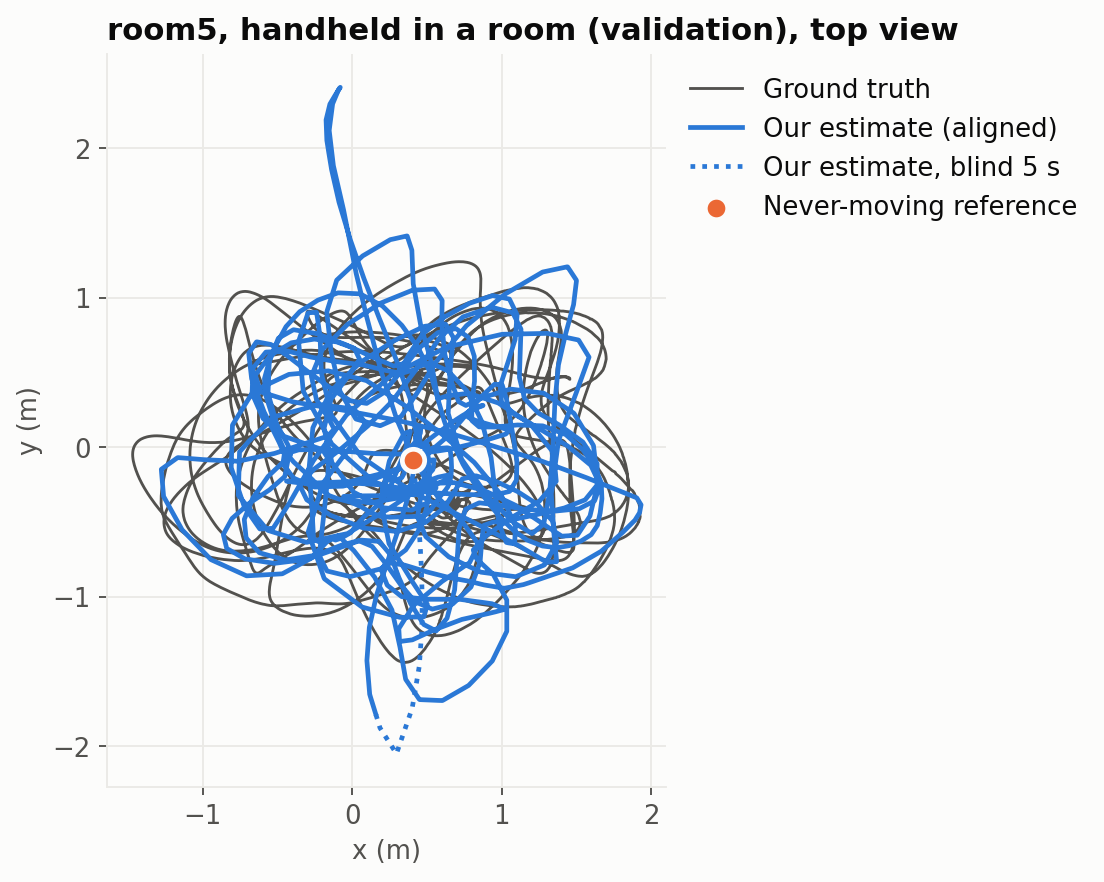 room5, handheld in a room (validation), top view
Ground truth
Our estimate (aligned)
Our estimate, blind 5 s
Never-moving reference
2
1
0
−1
−2
y (m)
−1
0
1
2
x (m)